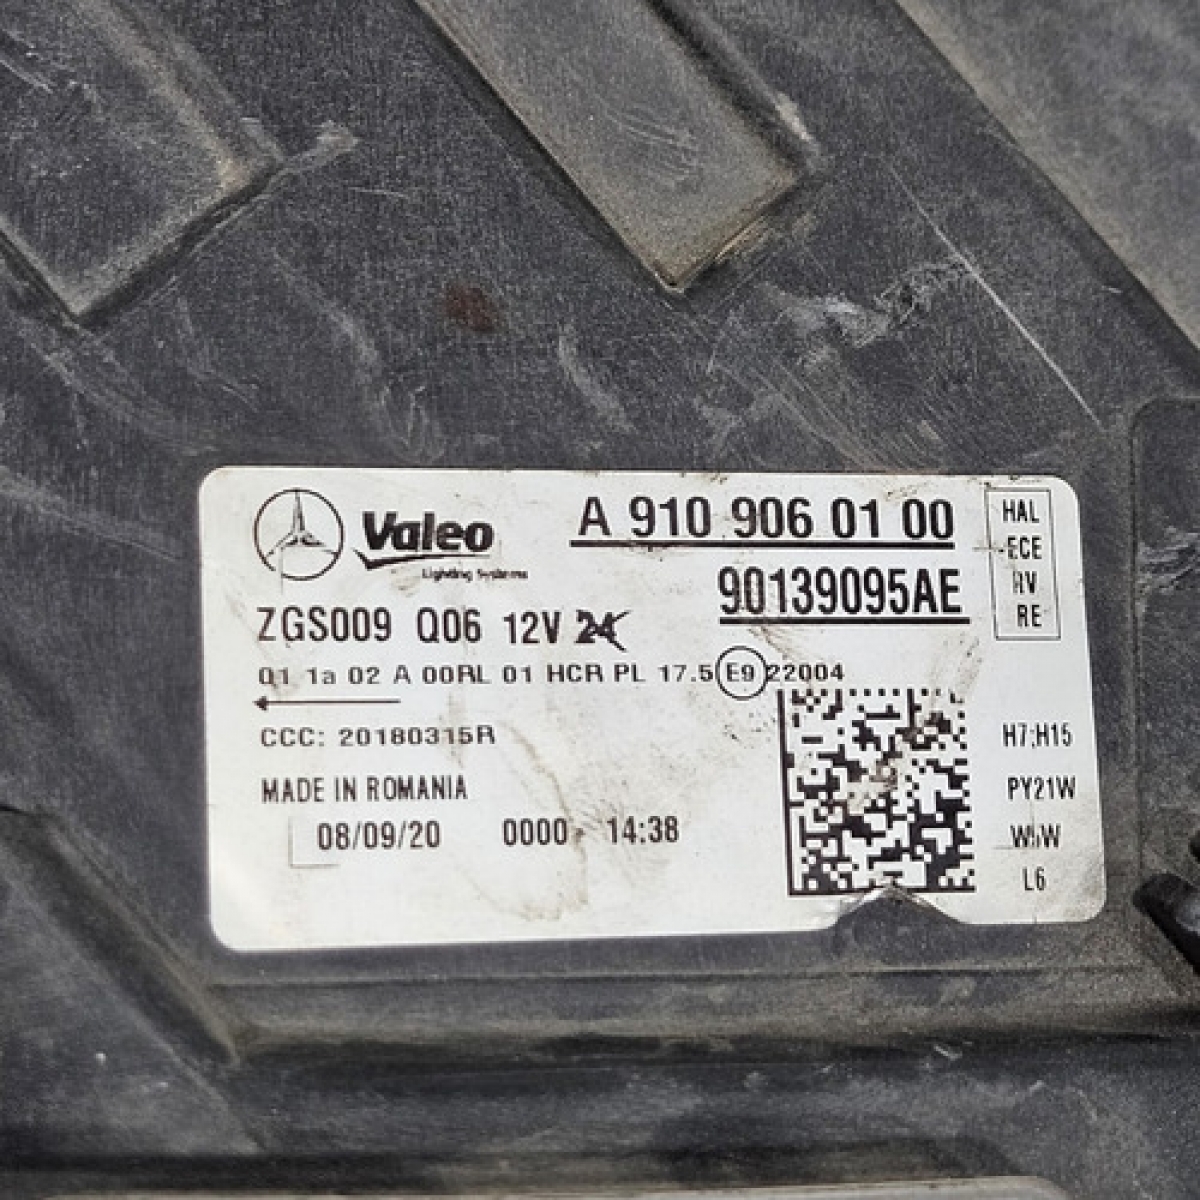 Valeo
Lighting Systems
A 910 906 01 00
90139095AE
HAL
ECE
RV
RE
ZGS009 Q06 12V 24
01 1a 02 A 00RL 01 HCR PL 17.5 E9 22004
CCC: 20180315R
MADE IN ROMANIA
08/09/20 0000 14:38
H7;H15
PY21W
W5W
L6